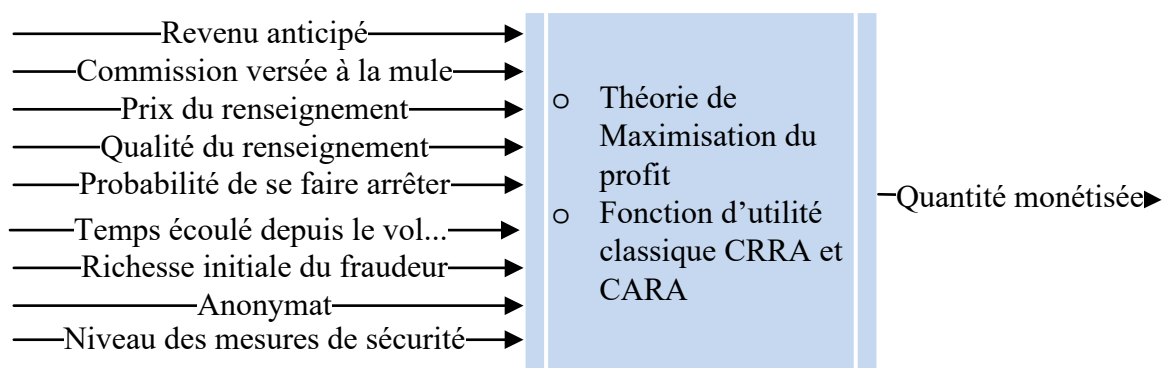 Revenu anticipé
Commission versée à la mule
Prix du renseignement
Qualité du renseignement
Probabilité de se faire arrêter
Temps écoulé depuis le vol...
Richesse initiale du fraudeur
Anonymat
Niveau des mesures de sécurité
o Théorie de
Maximisation du
profit
o Fonction d’utilité
classique CRRA et
CARA
Quantité monétisée